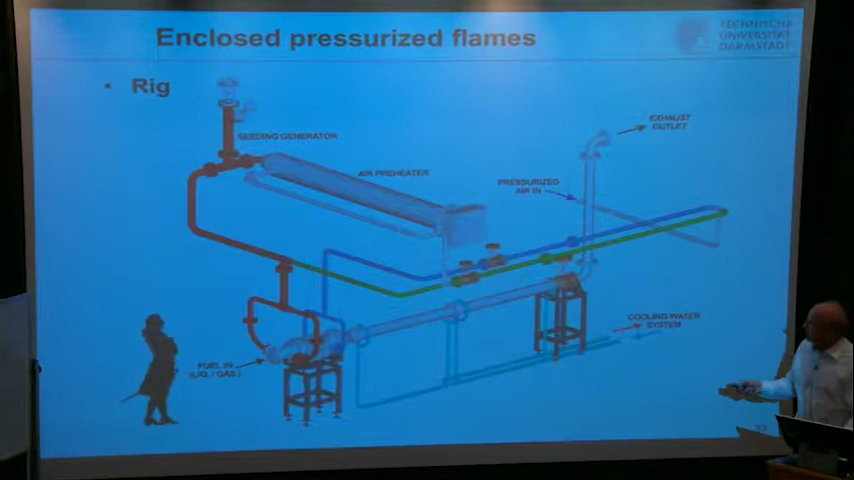 Enclosed pressurized flames
TECHNISCHE
UNIVERSITÄT
DARMSTADT
• Rig
SEEDING GENERATOR
EXHAUST
OUTLET
AIR PREHEATER
PRESSURIZED
AIR IN
COOLING WATER
SYSTEM
FUEL IN
(LIQ. / GAS)